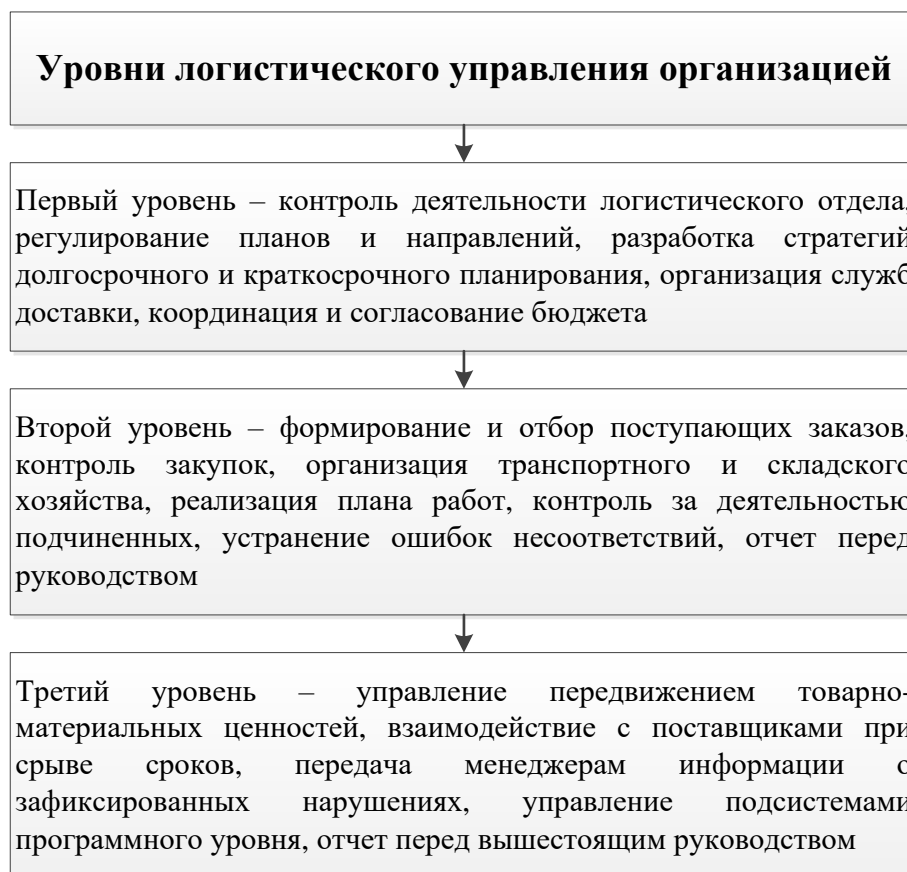 Уровни логистического управления организацией
Первый уровень – контроль деятельности логистического отдела,
регулирование планов и направлений, разработка стратегий
долгосрочного и краткосрочного планирования, организация служб
доставки, координация и согласование бюджета
Второй уровень – формирование и отбор поступающих заказов,
контроль закупок, организация транспортного и складского
хозяйства, реализация плана работ, контроль за деятельностью
подчиненных, устранение ошибок несоответствий, отчет перед
руководством
Третий уровень – управление передвижением товарно-
материальных ценностей, взаимодействие с поставщиками при
срыве сроков, передача менеджерам информации о
зафиксированных нарушениях, управление подсистемами
программного уровня, отчет перед вышестоящим руководством